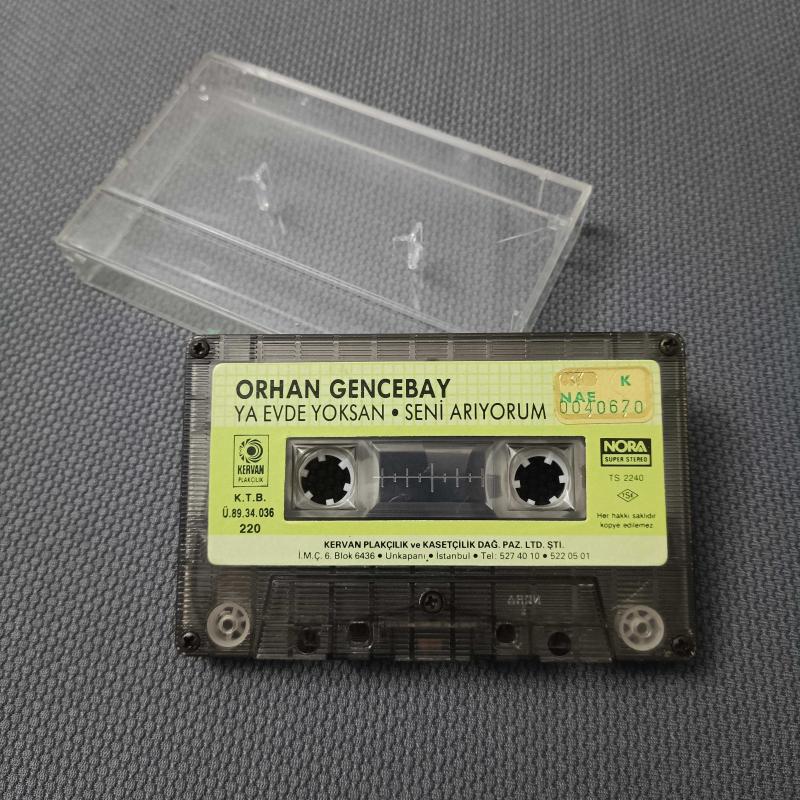 ORHAN GENCEBAY
YA EVDE YOKSAN • SENİ ARIYORUM
K
NAE
0040670
KERVAN
PLAKÇILIK
K.T.B.
Ü.89.34.036
220
NORA
SUPER STEREO
TS 2240
TSE
Her hakkı saklıdır
kopye edilemez
KERVAN PLAKÇILIK ve KASETÇİLİK DAĞ. PAZ. LTD. ŞTİ.
İ.M.Ç. 6. Blok 6436 • Unkapanı • İstanbul • Tel: 527 40 10 • 522 05 01
NORA